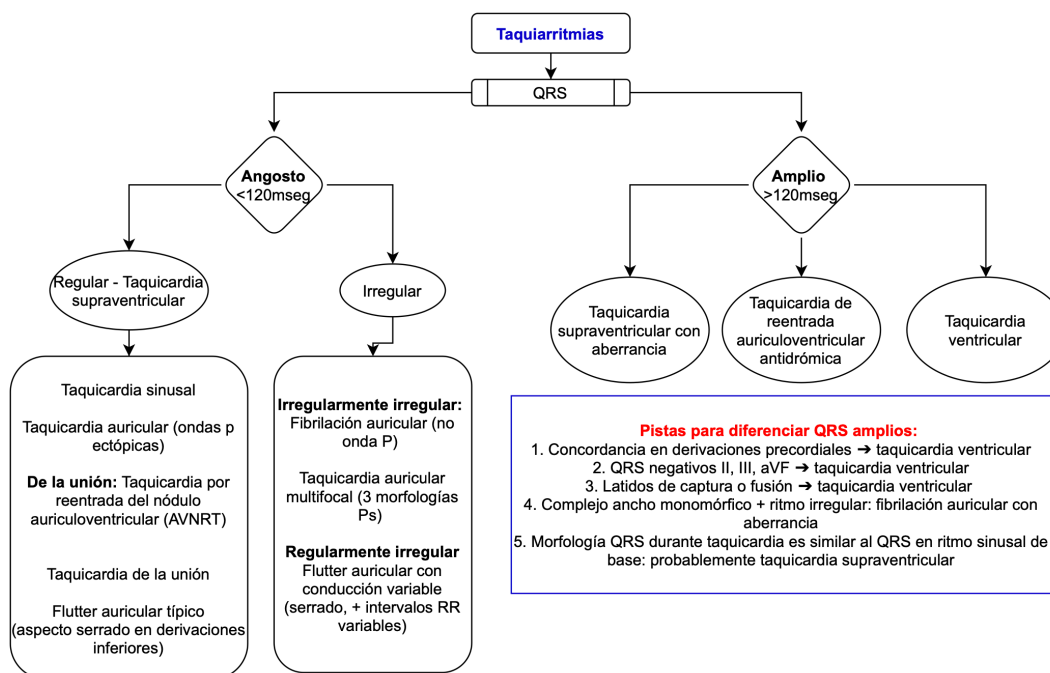 Taquiarritmias
QRS
Angosto
<120mseg
Amplio
>120mseg
Regular - Taquicardia
supraventricular
Irregular
Taquicardia
supraventricular con
aberrancia
Taquicardia de
reentrada
auriculoventricular
antidrómica
Taquicardia
ventricular
Taquicardia sinusal
Taquicardia auricular (ondas p
ectópicas)
De la unión: Taquicardia por
reentrada del nódulo
auriculoventricular (AVNRT)
Taquicardia de la unión
Flutter auricular típico
(aspecto serrado en derivaciones
inferiores)
Irregularmente irregular:
Fibrilación auricular (no
onda P)
Taquicardia auricular
multifocal (3 morfologías
Ps)
Regularmente irregular
Flutter auricular con
conducción variable
(serrado, + intervalos RR
variables)
Pistas para diferenciar QRS amplios:
1. Concordancia en derivaciones precordiales ➔ taquicardia ventricular
2. QRS negativos II, III, aVF ➔ taquicardia ventricular
3. Latidos de captura o fusión ➔ taquicardia ventricular
4. Complejo ancho monomórfico + ritmo irregular: fibrilación auricular con
aberrancia
5. Morfología QRS durante taquicardia es similar al QRS en ritmo sinusal de
base: probablemente taquicardia supraventricular